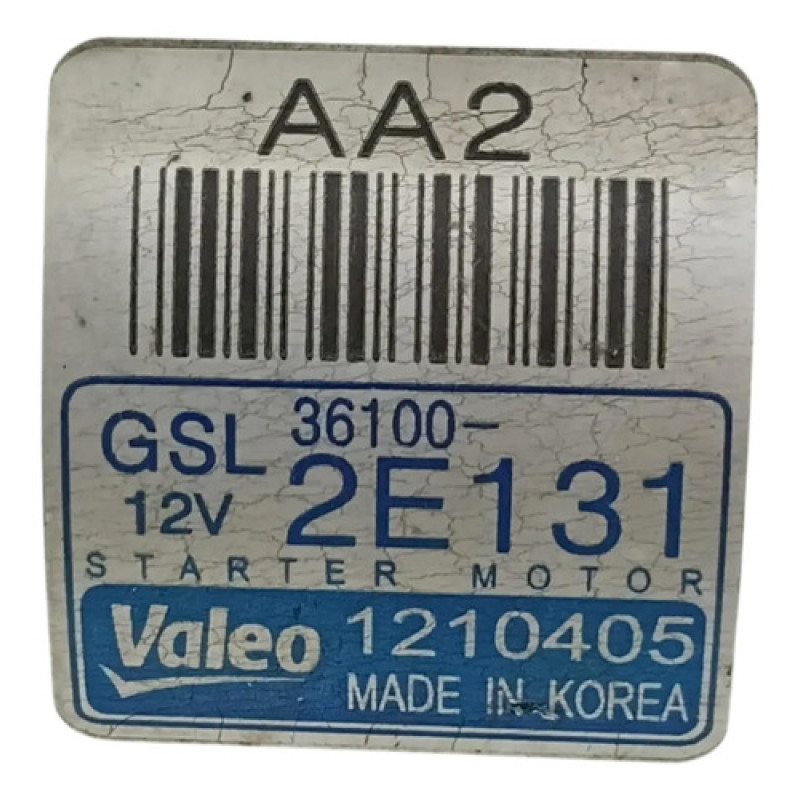 AA2
GSL 36100-
12V 2E131
STARTER MOTOR
Valeo 1210405
MADE IN KOREA